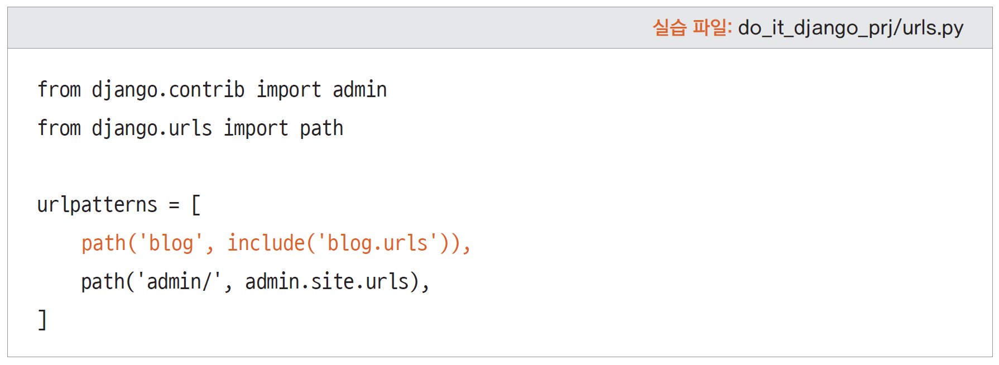 실습 파일: do_it_django_prj/urls.py
from django.contrib import admin
from django.urls import path
urlpatterns = [
    path('blog', include('blog.urls')),
    path('admin/', admin.site.urls),
]